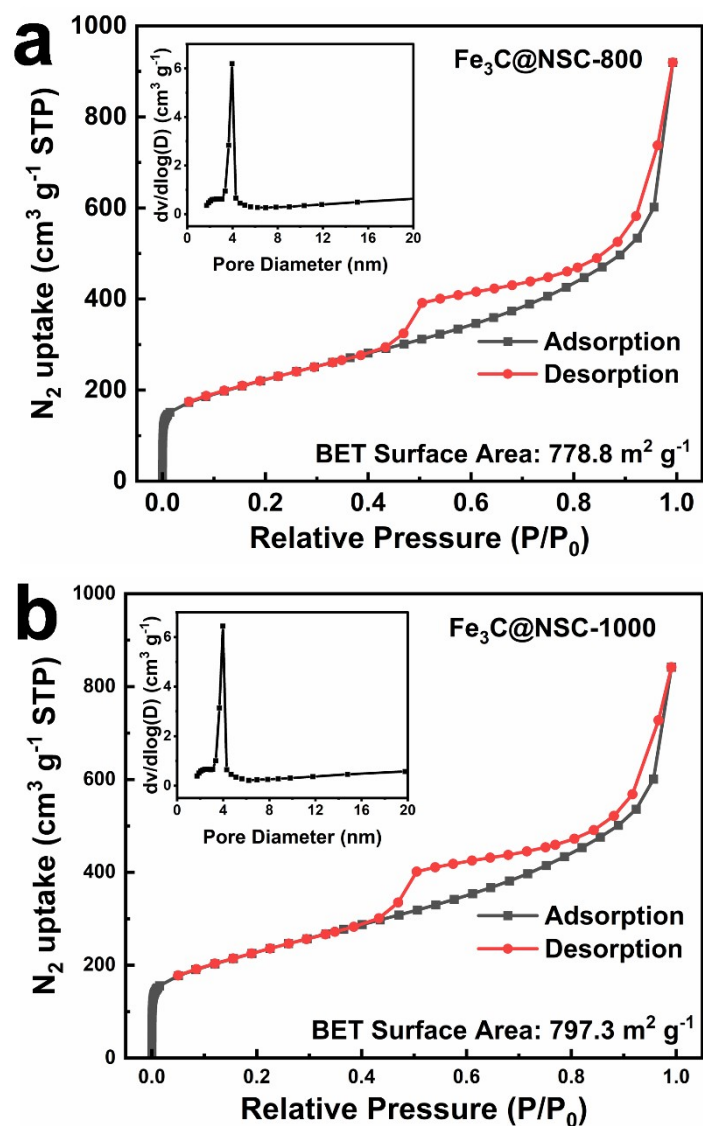 a
Fe₃C@NSC-800
N₂ uptake (cm³ g⁻¹ STP)
1000
800
600
400
200
0
dv/dlog(D) (cm³ g⁻¹)
6
4
2
0
0 4 8 12 16 20
Pore Diameter (nm)
Adsorption
Desorption
BET Surface Area: 778.8 m² g⁻¹
0.0 0.2 0.4 0.6 0.8 1.0
Relative Pressure (P/P₀)
b
Fe₃C@NSC-1000
N₂ uptake (cm³ g⁻¹ STP)
1000
800
600
400
200
0
dv/dlog(D) (cm³ g⁻¹)
6
4
2
0
0 4 8 12 16 20
Pore Diameter (nm)
Adsorption
Desorption
BET Surface Area: 797.3 m² g⁻¹
0.0 0.2 0.4 0.6 0.8 1.0
Relative Pressure (P/P₀)